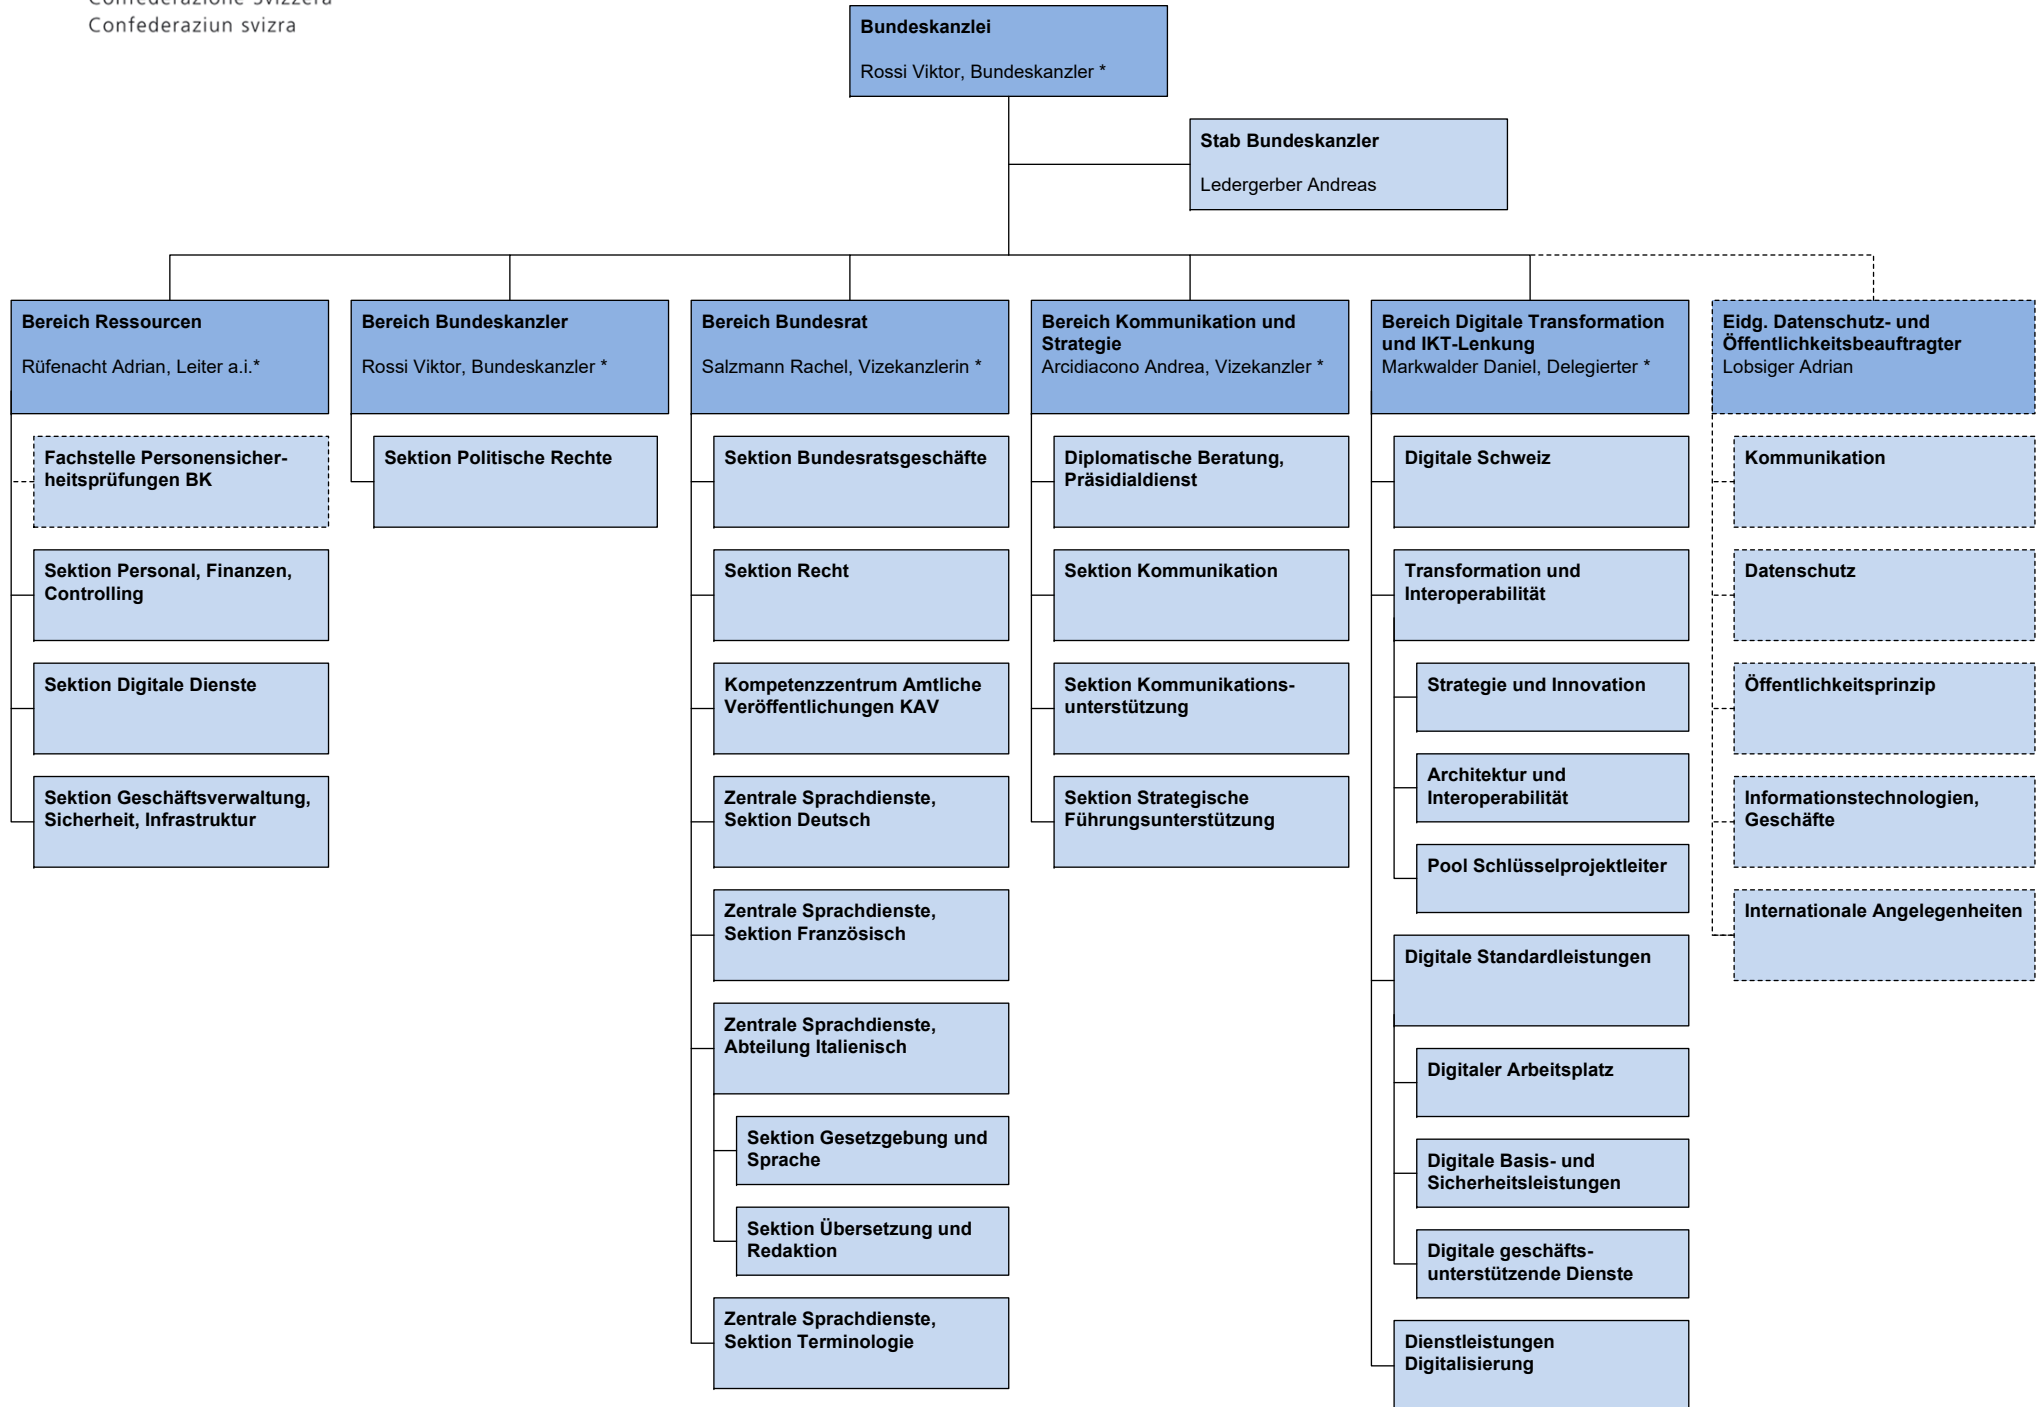 Confederazione Svizzera
Confederaziun svizra
Bundeskanzlei
Rossi Viktor, Bundeskanzler *
Stab Bundeskanzler
Ledergerber Andreas
Bereich Ressourcen
Rüfenacht Adrian, Leiter a.i.*
Fachstelle Personensicher-
heitsprüfungen BK
Sektion Personal, Finanzen,
Controlling
Sektion Digitale Dienste
Sektion Geschäftsverwaltung,
Sicherheit, Infrastruktur
Bereich Bundeskanzler
Rossi Viktor, Bundeskanzler *
Sektion Politische Rechte
Bereich Bundesrat
Salzmann Rachel, Vizekanzlerin *
Sektion Bundesratsgeschäfte
Sektion Recht
Kompetenzzentrum Amtliche
Veröffentlichungen KAV
Zentrale Sprachdienste,
Sektion Deutsch
Zentrale Sprachdienste,
Sektion Französisch
Zentrale Sprachdienste,
Abteilung Italienisch
Sektion Gesetzgebung und
Sprache
Sektion Übersetzung und
Redaktion
Zentrale Sprachdienste,
Sektion Terminologie
Bereich Kommunikation und
Strategie
Arcidiacono Andrea, Vizekanzler *
Diplomatische Beratung,
Präsidialdienst
Sektion Kommunikation
Sektion Kommunikations-
unterstützung
Sektion Strategische
Führungsunterstützung
Bereich Digitale Transformation
und IKT-Lenkung
Markwalder Daniel, Delegierter *
Digitale Schweiz
Transformation und
Interoperabilität
Strategie und Innovation
Architektur und
Interoperabilität
Pool Schlüsselprojektleiter
Digitale Standardleistungen
Digitaler Arbeitsplatz
Digitale Basis- und
Sicherheitsleistungen
Digitale geschäfts-
unterstützende Dienste
Dienstleistungen
Digitalisierung
Eidg. Datenschutz- und
Öffentlichkeitsbeauftragter
Lobsiger Adrian
Kommunikation
Datenschutz
Öffentlichkeitsprinzip
Informationstechnologien,
Geschäfte
Internationale Angelegenheiten